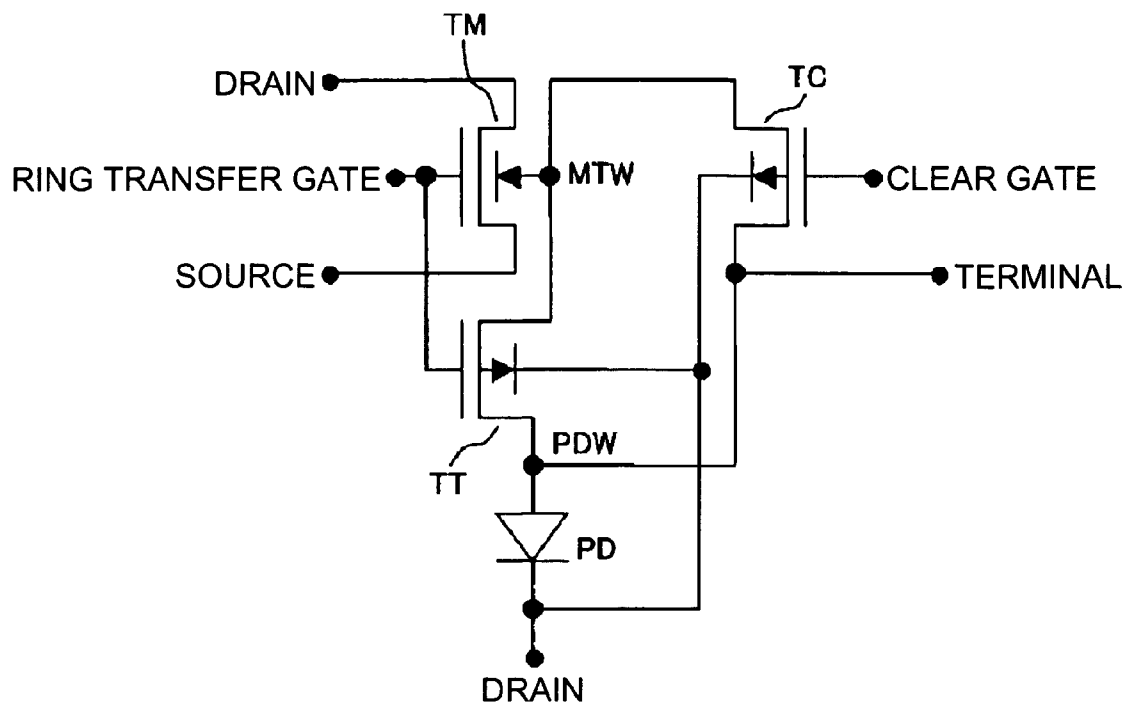 TM
TC
DRAIN
RING TRANSFER GATE
MTW
CLEAR GATE
SOURCE
TERMINAL
PDW
TT
PD
DRAIN